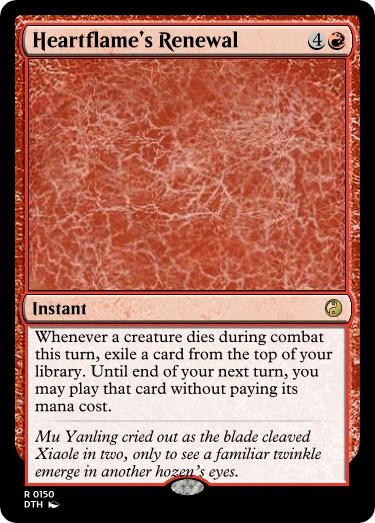 Heartflame's Renewal 4
Instant
Whenever a creature dies during combat
this turn, exile a card from the top of your
library. Until end of your next turn, you
may play that card without paying its
mana cost.
Mu Yanling cried out as the blade cleaved
Xiaole in two, only to see a familiar twinkle
emerge in another hozen's eyes.
R 0150
DTH